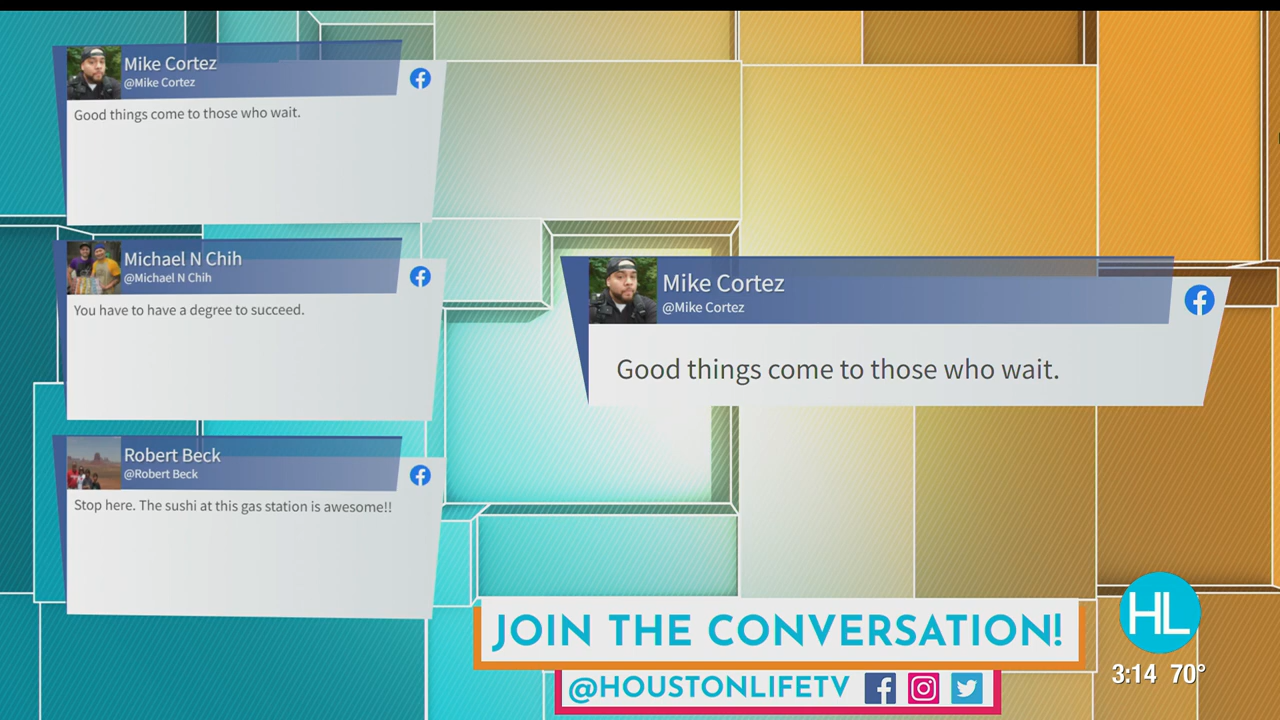 Mike Cortez
@Mike Cortez
Good things come to those who wait.
Michael N Chih
@Michael N Chih
You have to have a degree to succeed.
Robert Beck
@Robert Beck
Stop here. The sushi at this gas station is awesome!!
Mike Cortez
@Mike Cortez
Good things come to those who wait.
JOIN THE CONVERSATION!
@HOUSTONLIFETV
HL
3:14 70°